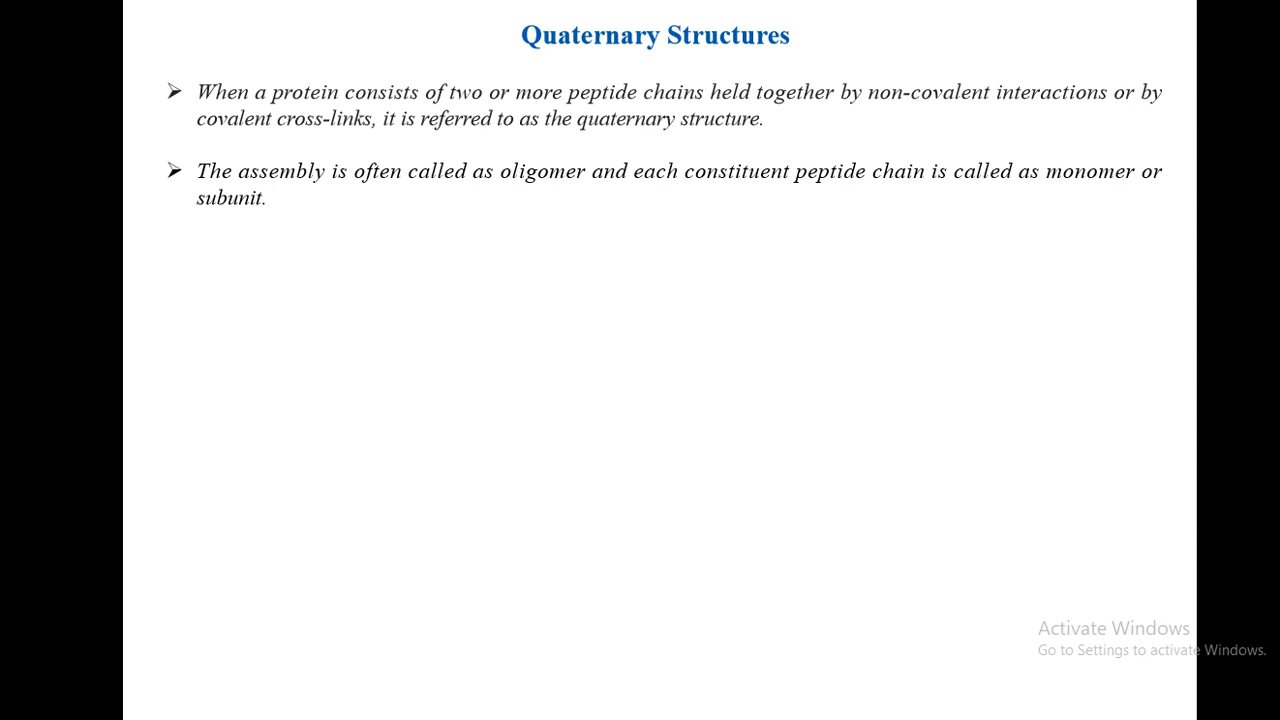 Quaternary Structures
➢ When a protein consists of two or more peptide chains held together by non-covalent interactions or by
covalent cross-links, it is referred to as the quaternary structure.
➢ The assembly is often called as oligomer and each constituent peptide chain is called as monomer or
subunit.
Activate Windows
Go to Settings to activate Windows.